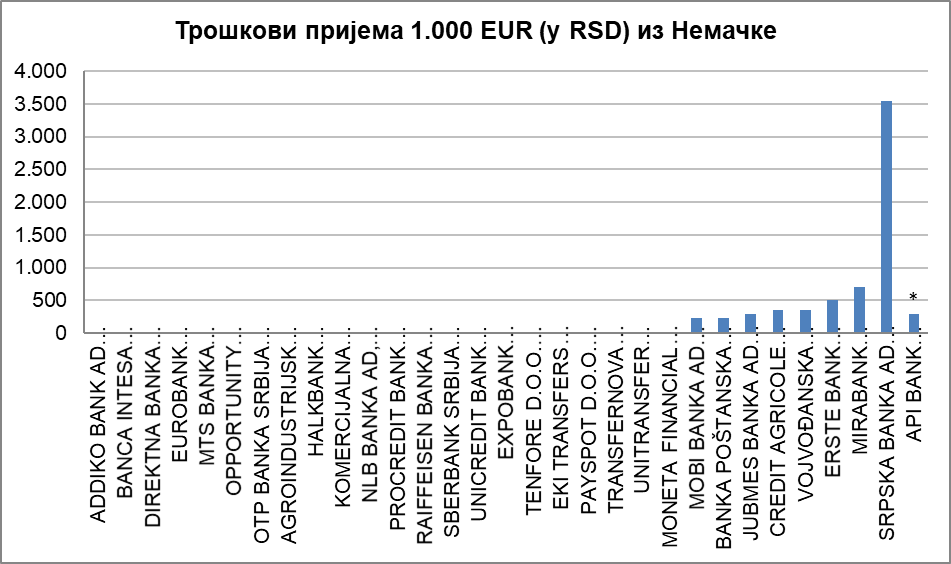 Трошкови пријема 1.000 EUR (у RSD) из Немачке
4.000
3.500
3.000
2.500
2.000
1.500
1.000
500
0
*
ADDIKO BANK AD…
BANCA INTESA…
DIREKTNA BANKA…
EUROBANK…
MTS BANKA…
OPPORTUNITY…
OTP BANKA SRBIJA…
AGROINDUSTRIJSK…
HALKBANK…
KOMERCIJALNA…
NLB BANKA AD,…
PROCREDIT BANK…
RAIFFEISEN BANKA…
SBERBANK SRBIJA…
UNICREDIT BANK…
EXPOBANK…
TENFORE D.O.O.…
EKI TRANSFERS…
PAYSPOT D.O.O.…
TRANSFERNOVA…
UNITRANSFER…
MONETA FINANCIAL…
MOBI BANKA AD…
BANKA POŠTANSKA…
JUBMES BANKA AD…
CREDIT AGRICOLE…
VOJVOĐANSKA…
ERSTE BANK…
MIRABANK…
SRPSKA BANKA AD…
API BANK…